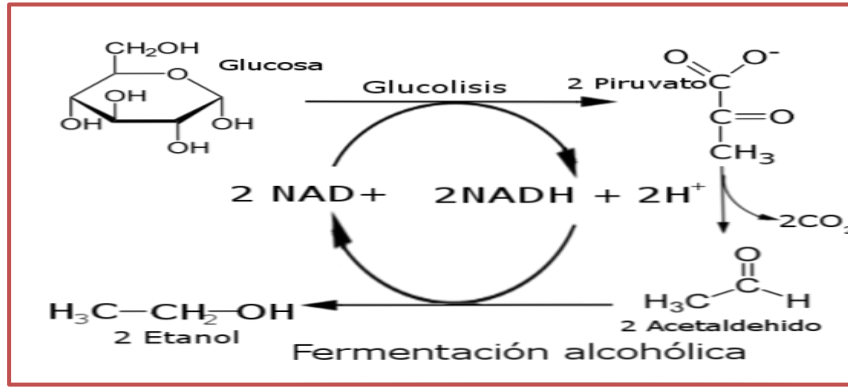 CH₂OH
Glucosa
O
OH
OH
OH
OH
OH
Glucolisis
2 Piruvato
O
O⁻
C
C=O
CH₃
2 NAD+
2NADH + 2H⁺
2CO₂
O
H₃C
C
H
2 Acetaldehido
H₃C—CH₂—OH
2 Etanol
Fermentación alcohólica